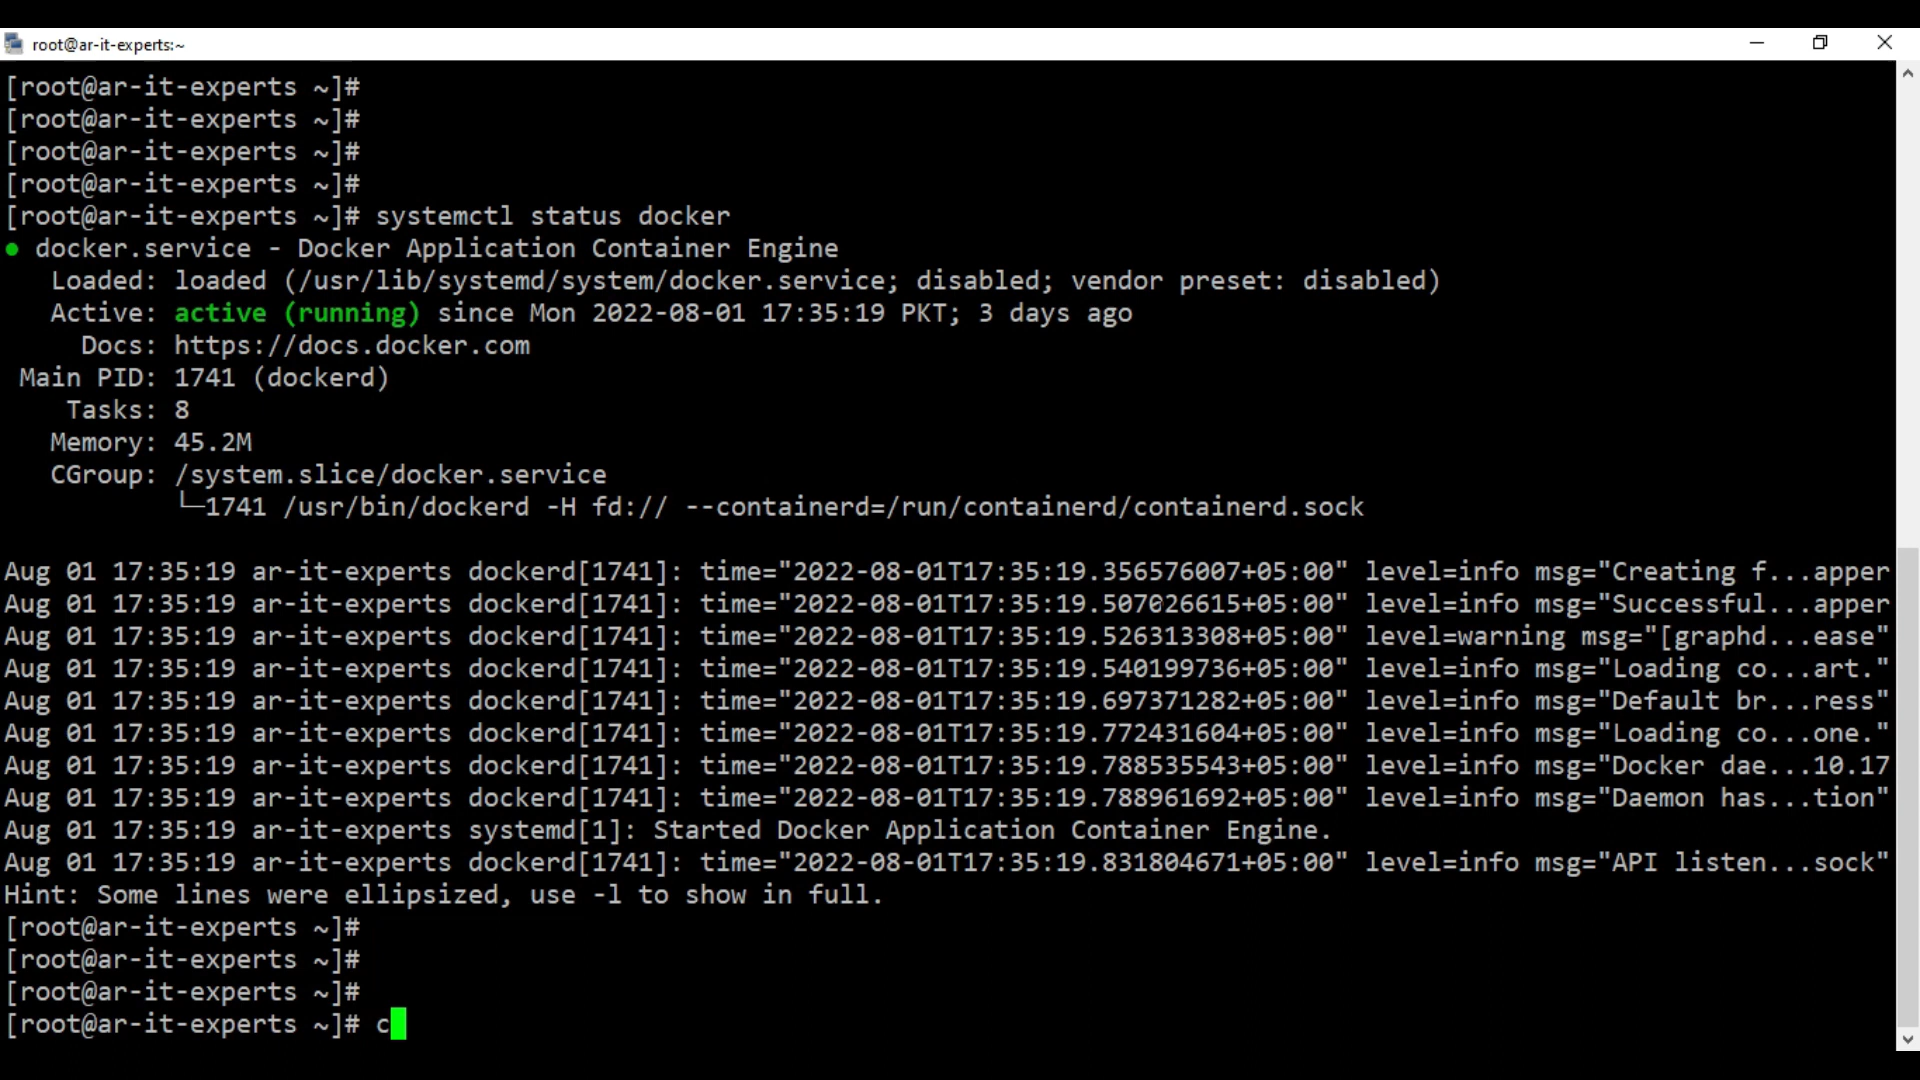 root@ar-it-experts:~
[root@ar-it-experts ~]#
[root@ar-it-experts ~]#
[root@ar-it-experts ~]#
[root@ar-it-experts ~]#
[root@ar-it-experts ~]# systemctl status docker
● docker.service - Docker Application Container Engine
   Loaded: loaded (/usr/lib/systemd/system/docker.service; disabled; vendor preset: disabled)
   Active: active (running) since Mon 2022-08-01 17:35:19 PKT; 3 days ago
     Docs: https://docs.docker.com
 Main PID: 1741 (dockerd)
    Tasks: 8
   Memory: 45.2M
   CGroup: /system.slice/docker.service
           └─1741 /usr/bin/dockerd -H fd:// --containerd=/run/containerd/containerd.sock
Aug 01 17:35:19 ar-it-experts dockerd[1741]: time="2022-08-01T17:35:19.356576007+05:00" level=info msg="Creating f...apper
Aug 01 17:35:19 ar-it-experts dockerd[1741]: time="2022-08-01T17:35:19.507026615+05:00" level=info msg="Successful...apper
Aug 01 17:35:19 ar-it-experts dockerd[1741]: time="2022-08-01T17:35:19.526313308+05:00" level=warning msg="[graphd...ease"
Aug 01 17:35:19 ar-it-experts dockerd[1741]: time="2022-08-01T17:35:19.540199736+05:00" level=info msg="Loading co...art."
Aug 01 17:35:19 ar-it-experts dockerd[1741]: time="2022-08-01T17:35:19.697371282+05:00" level=info msg="Default br...ress"
Aug 01 17:35:19 ar-it-experts dockerd[1741]: time="2022-08-01T17:35:19.772431604+05:00" level=info msg="Loading co...one."
Aug 01 17:35:19 ar-it-experts dockerd[1741]: time="2022-08-01T17:35:19.788535543+05:00" level=info msg="Docker dae...10.17
Aug 01 17:35:19 ar-it-experts dockerd[1741]: time="2022-08-01T17:35:19.788961692+05:00" level=info msg="Daemon has...tion"
Aug 01 17:35:19 ar-it-experts systemd[1]: Started Docker Application Container Engine.
Aug 01 17:35:19 ar-it-experts dockerd[1741]: time="2022-08-01T17:35:19.831804671+05:00" level=info msg="API listen...sock"
Hint: Some lines were ellipsized, use -l to show in full.
[root@ar-it-experts ~]#
[root@ar-it-experts ~]#
[root@ar-it-experts ~]#
[root@ar-it-experts ~]# c